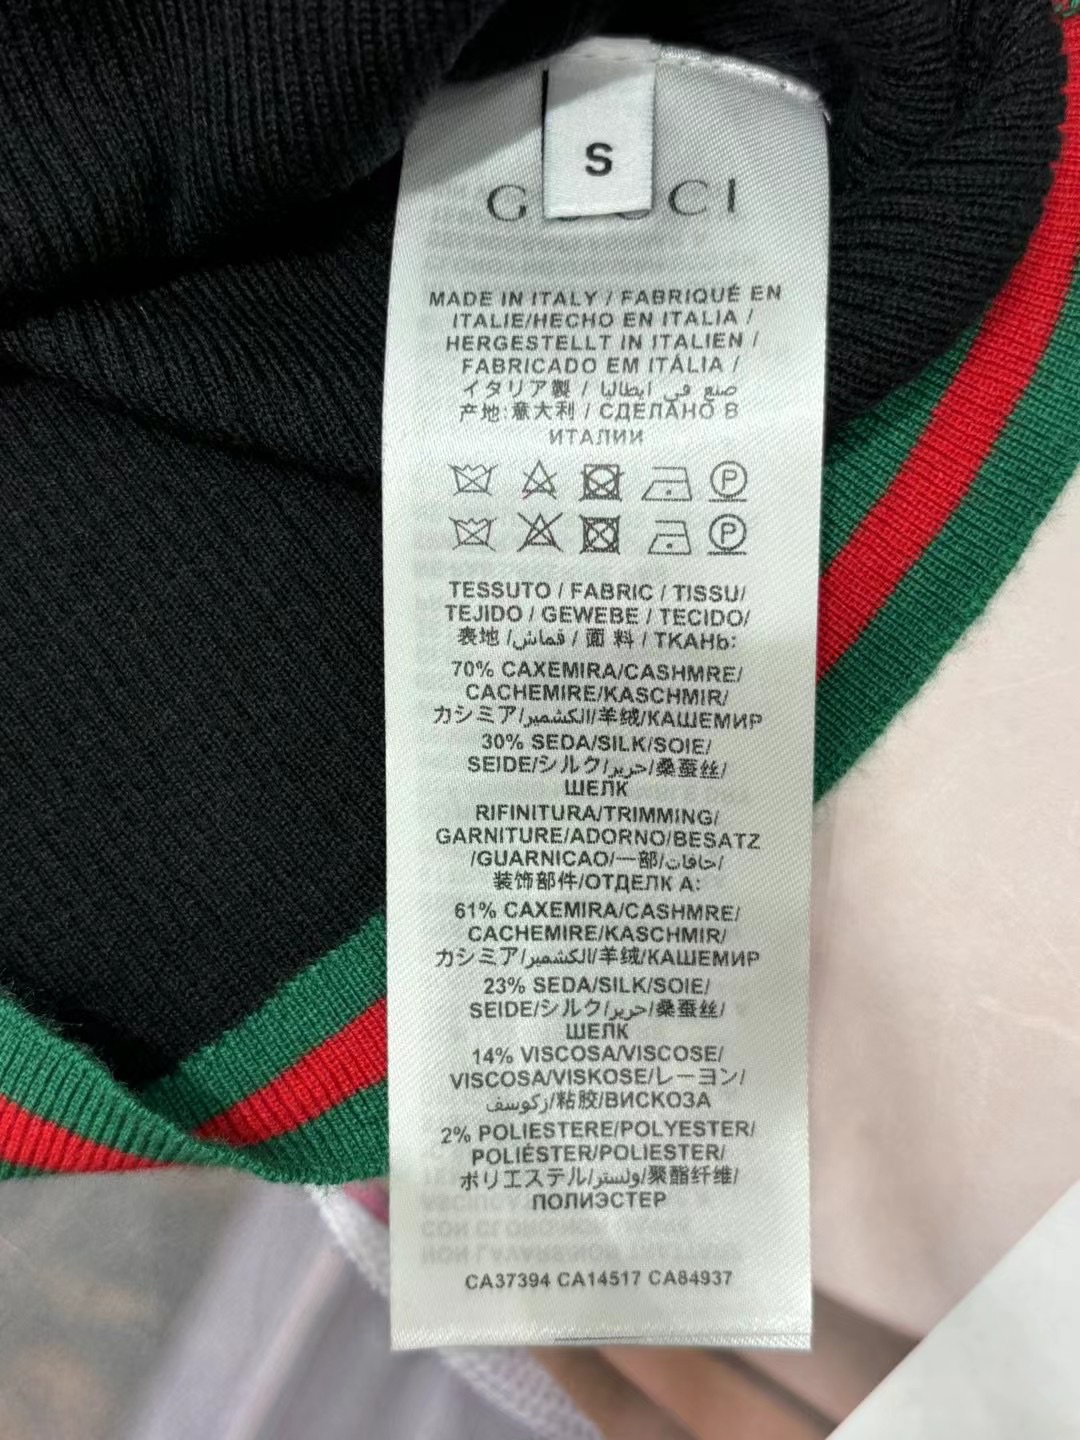 S
GUCCI
MADE IN ITALY / FABRIQUÉ EN
ITALIE/HECHO EN ITALIA /
HERGESTELLT IN ITALIEN /
FABRICADO EM ITÁLIA /
イタリア製 / صنع في ايطاليا
产地:意大利 / СДЕЛАНО В
ИТАЛИИ
P
P
TESSUTO / FABRIC / TISSU/
TEJIDO / GEWEBE / TECIDO/
表地 /قماش / 面 料 / ТКАНЬ:
70% CAXEMIRA/CASHMRE/
CACHEMIRE/KASCHMIR/
カシミア/الكشمير/羊绒/КАШЕМИР
30% SEDA/SILK/SOIE/
SEIDE/シルク/حرير/桑蚕丝/
ШЕЛК
RIFINITURA/TRIMMING/
GARNITURE/ADORNO/BESATZ
/GUARNICAO/一部/حافات/
装饰部件/ОТДЕЛК А:
61% CAXEMIRA/CASHMRE/
CACHEMIRE/KASCHMIR/
カシミア/الكشمير/羊绒/КАШЕМИР
23% SEDA/SILK/SOIE/
SEIDE/シルク/حرير/桑蚕丝/
ШЕЛК
14% VISCOSA/VISCOSE/
VISCOSA/VISKOSE/レーヨン/
زكوسف/粘胶/ВИСКОЗА
2% POLIESTERE/POLYESTER/
POLIÉSTER/POLIESTER/
ポリエステル/ولستر/聚酯纤维/
ПОЛИЭСТЕР
CA37394 CA14517 CA84937